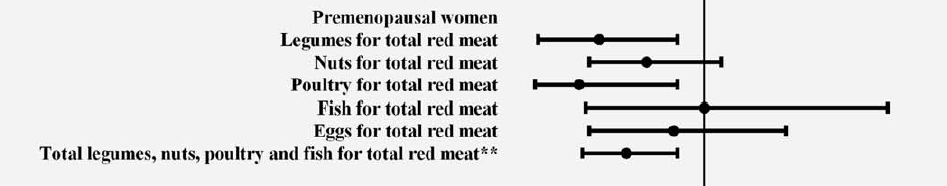 Premenopausal women
Legumes for total red meat
Nuts for total red meat
Poultry for total red meat
Fish for total red meat
Eggs for total red meat
Total legumes, nuts, poultry and fish for total red meat**